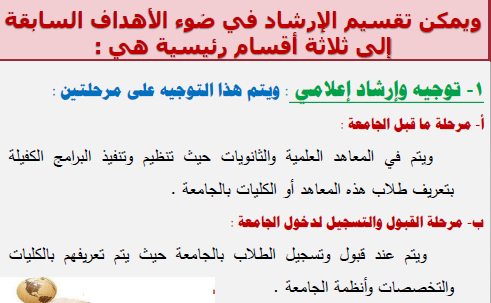 ويمكن تقسيم الإرشاد في ضوء الأهداف السابقة
إلى ثلاثة أقسام رئيسية هي :
١- توجيه وإرشاد إعلامي : ويتم هذا التوجيه على مرحلتين :
أ- مرحلة ما قبل الجامعة :
ويتم في المعاهد العلمية والثانويات حيث تنظيم وتنفيذ البرامج الكفيلة
بتعريف طلاب هذه المعاهد أو الكليات بالجامعة .
ب- مرحلة القبول والتسجيل لدخول الجامعة :
ويتم عند قبول وتسجيل الطلاب بالجامعة حيث يتم تعريفهم بالكليات
والتخصصات وأنظمة الجامعة .